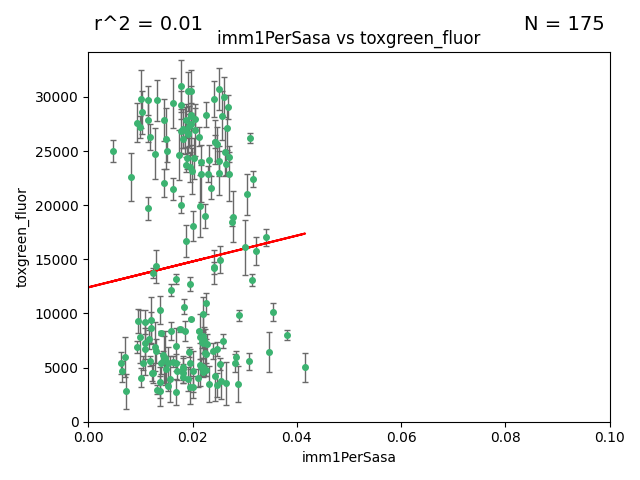 r^2 = 0.01
N = 175
imm1PerSasa vs toxgreen_fluor
30000
25000
20000
15000
10000
5000
0
toxgreen_fluor
0.00 0.02 0.04 0.06 0.08 0.10
imm1PerSasa